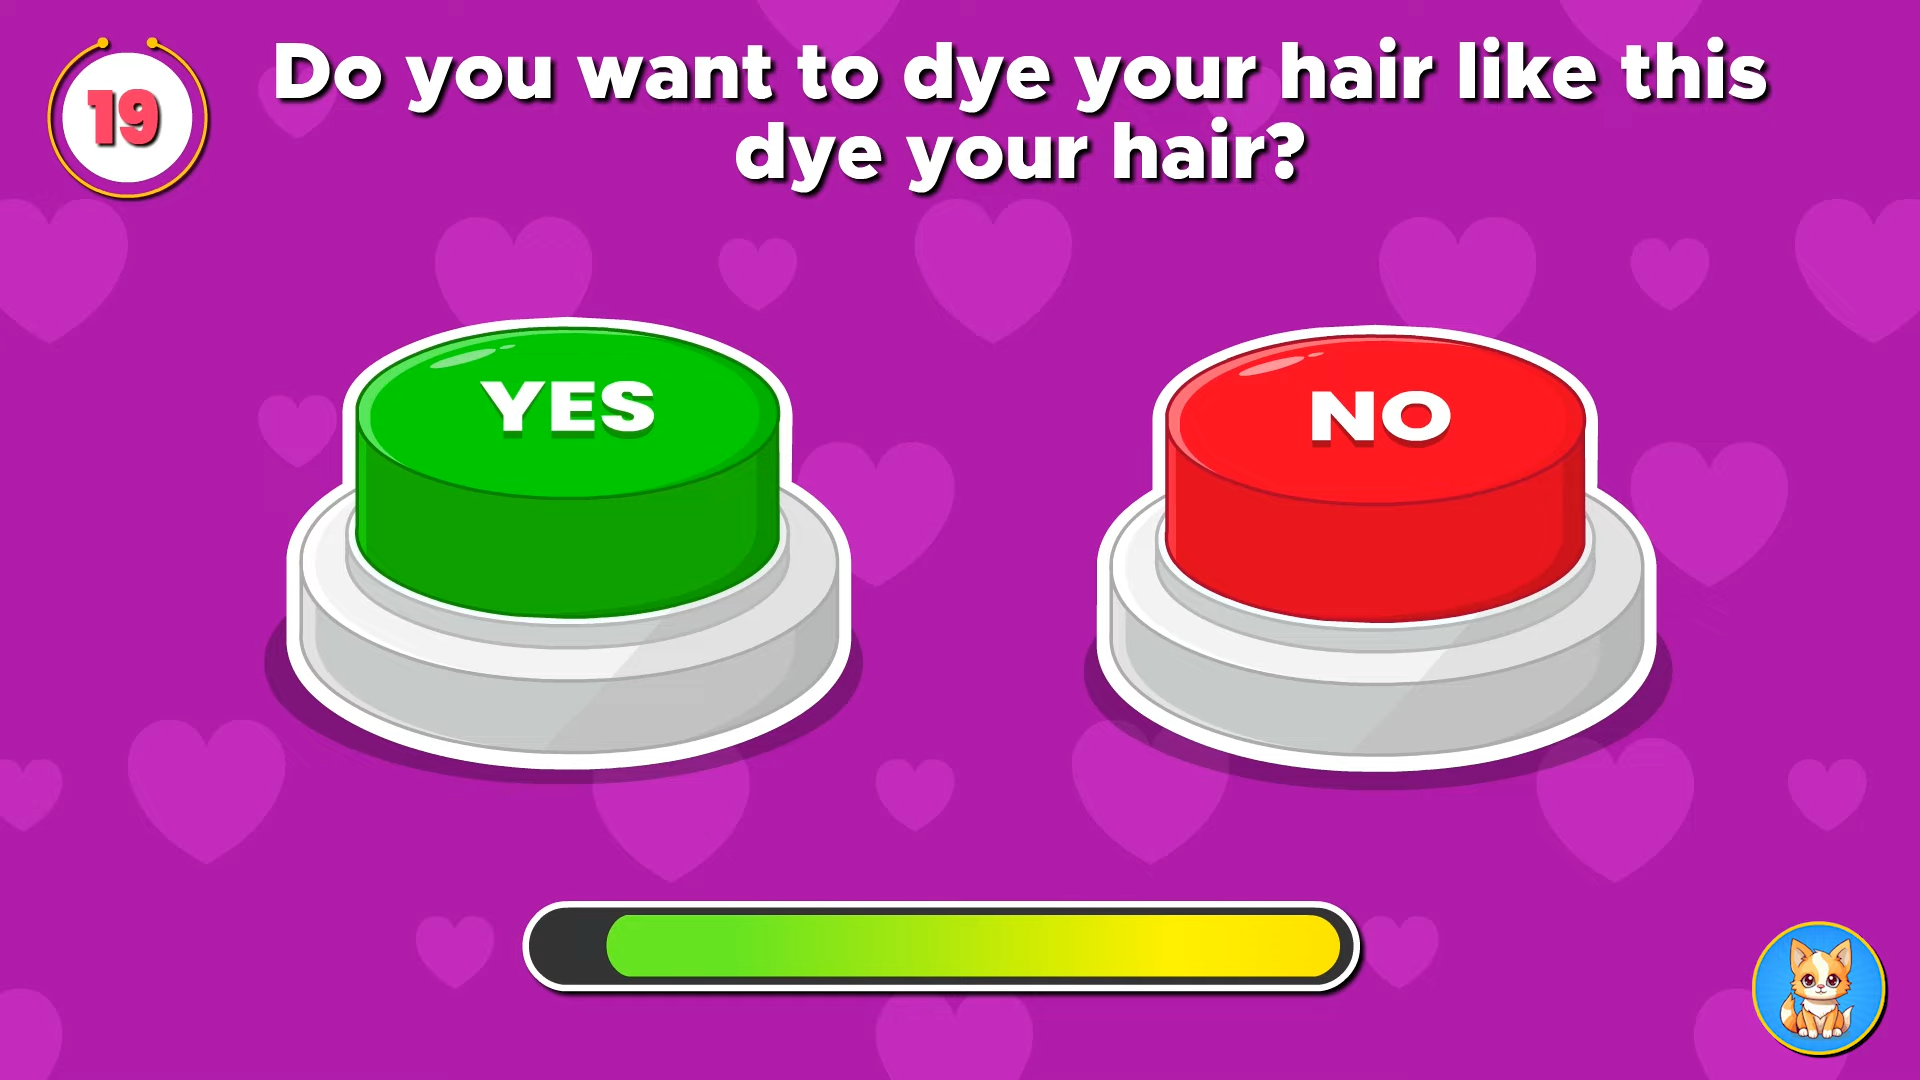 19
Do you want to dye your hair like this
dye your hair?
YES
NO